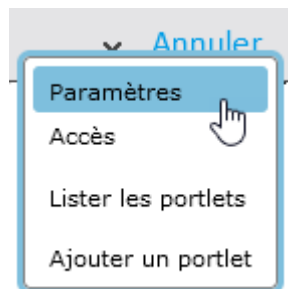 Annuler
Paramètres
Accès
Lister les portlets
Ajouter un portlet